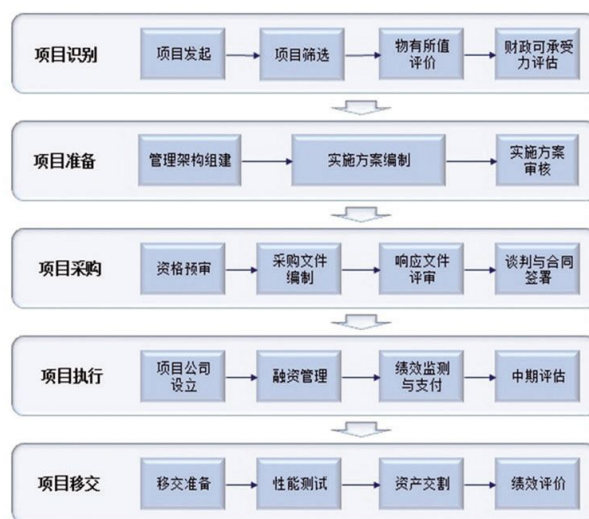 项目识别
项目发起
项目筛选
物有所值
评价
财政可承受
力评估
项目准备
管理架构组建
实施方案编制
实施方案
审核
项目采购
资格预审
采购文件
编制
响应文件
评审
谈判与合同
签署
项目执行
项目公司
设立
融资管理
绩效监测
与支付
中期评估
项目移交
移交准备
性能测试
资产交割
绩效评价